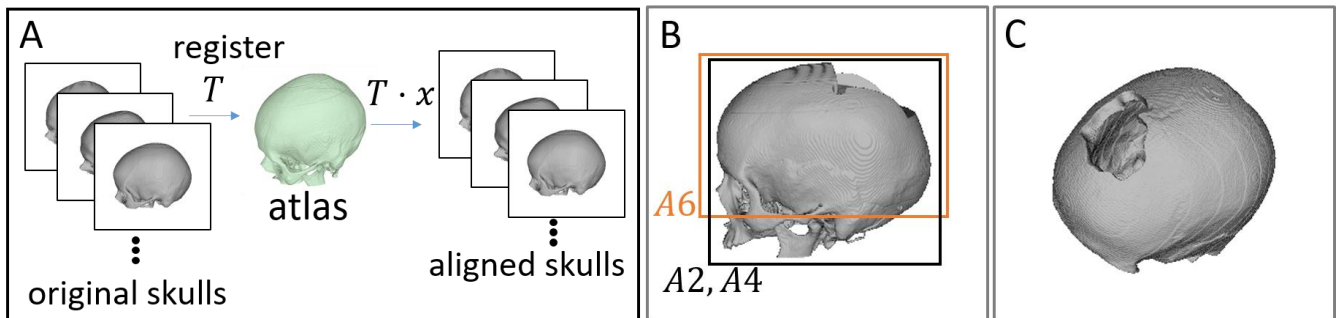 A
register
T
T · x
atlas
original skulls
aligned skulls
B
A6
A2, A4
C